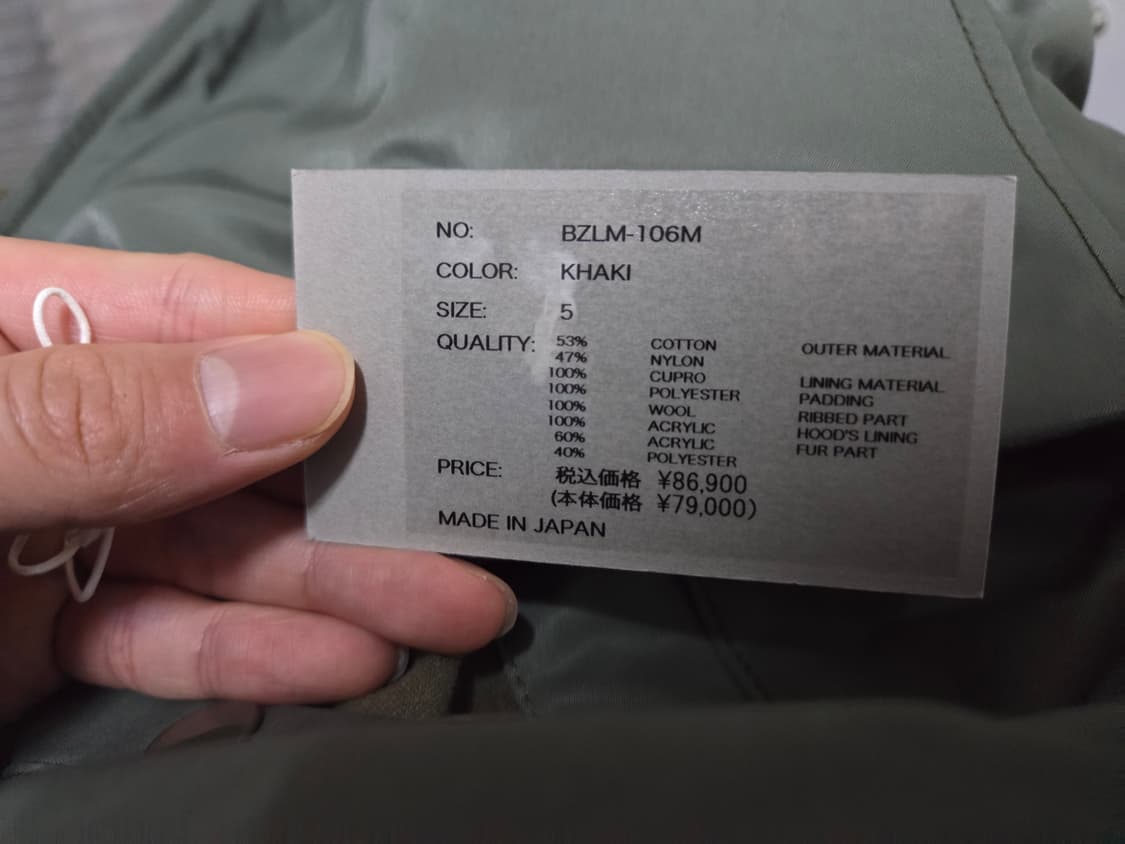 NO: BZLM-106M
COLOR: KHAKI
SIZE: 5
QUALITY: 53% COTTON OUTER MATERIAL
47% NYLON
100% CUPRO LINING MATERIAL
100% POLYESTER PADDING
100% WOOL RIBBED PART
100% ACRYLIC HOOD'S LINING
60% ACRYLIC FUR PART
40% POLYESTER
PRICE: 税込価格 ¥86,900
(本体価格 ¥79,000)
MADE IN JAPAN